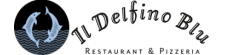 Il Delfino Blu
RESTAURANT & PIZZERIA